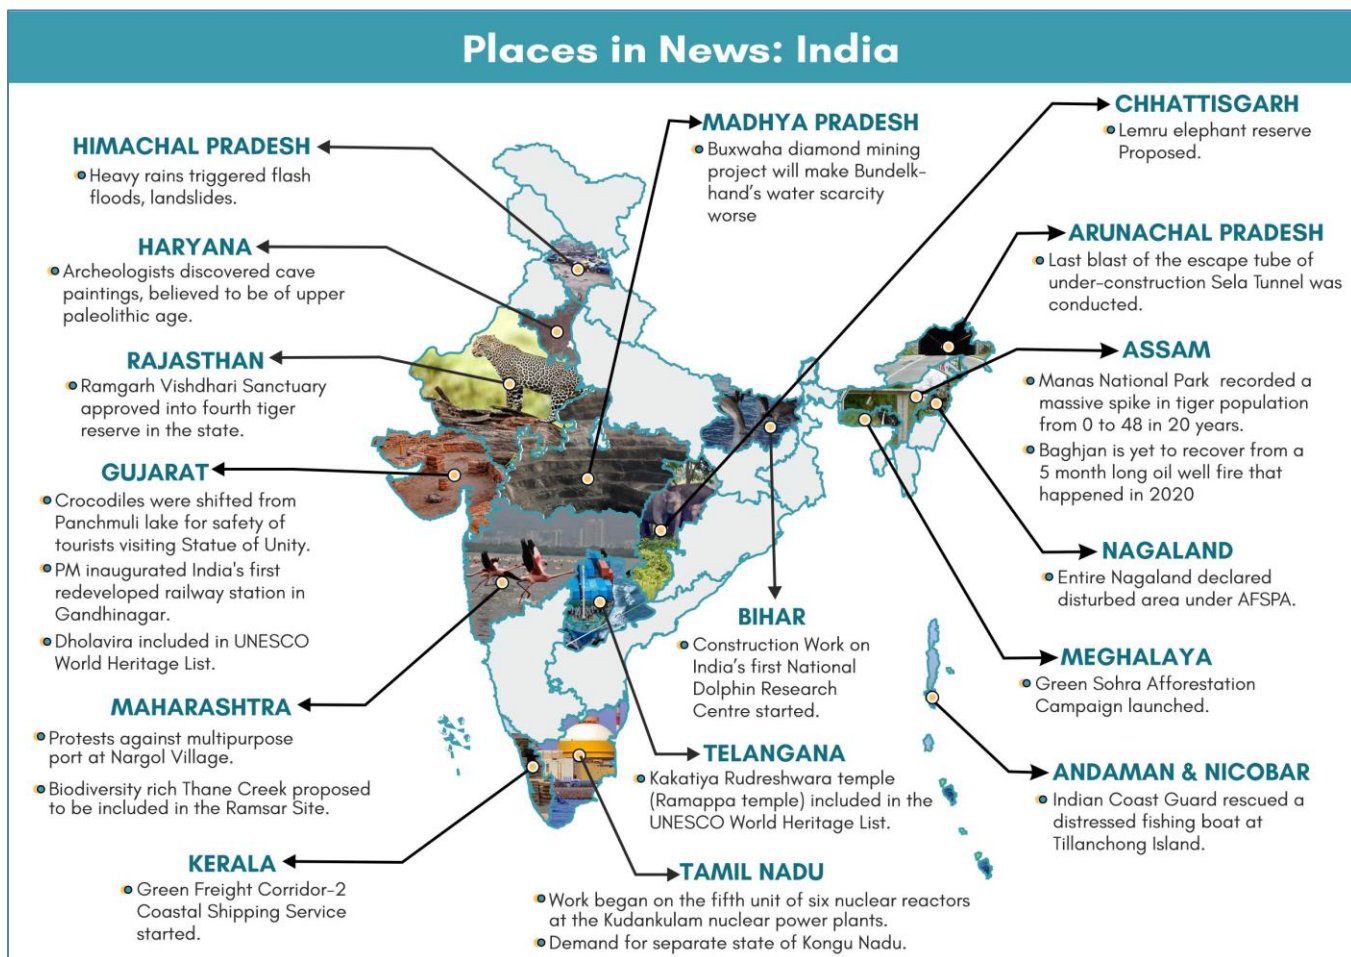 Places in News: India
HIMACHAL PRADESH
Heavy rains triggered flash
floods, landslides.
HARYANA
Archeologists discovered cave
paintings, believed to be of upper
paleolithic age.
RAJASTHAN
Ramgarh Vishdhari Sanctuary
approved into fourth tiger
reserve in the state.
GUJARAT
Crocodiles were shifted from
Panchmuli lake for safety of
tourists visiting Statue of Unity.
PM inaugurated India's first
redeveloped railway station in
Gandhinagar.
Dholavira included in UNESCO
World Heritage List.
MAHARASHTRA
Protests against multipurpose
port at Nargol Village.
Biodiversity rich Thane Creek proposed
to be included in the Ramsar Site.
KERALA
Green Freight Corridor-2
Coastal Shipping Service
started.
MADHYA PRADESH
Buxwaha diamond mining
project will make Bundelk-
hand's water scarcity
worse
BIHAR
Construction Work on
India's first National
Dolphin Research
Centre started.
TELANGANA
Kakatiya Rudreshwara temple
(Ramappa temple) included in the
UNESCO World Heritage List.
TAMIL NADU
Work began on the fifth unit of six nuclear reactors
at the Kudankulam nuclear power plants.
Demand for separate state of Kongu Nadu.
CHHATTISGARH
Lemru elephant reserve
Proposed.
ARUNACHAL PRADESH
Last blast of the escape tube of
under-construction Sela Tunnel was
conducted.
ASSAM
Manas National Park recorded a
massive spike in tiger population
from 0 to 48 in 20 years.
Baghjan is yet to recover from a
5 month long oil well fire that
happened in 2020
NAGALAND
Entire Nagaland declared
disturbed area under AFSPA.
MEGHALAYA
Green Sohra Afforestation
Campaign launched.
ANDAMAN & NICOBAR
Indian Coast Guard rescued a
distressed fishing boat at
Tillanchong Island.